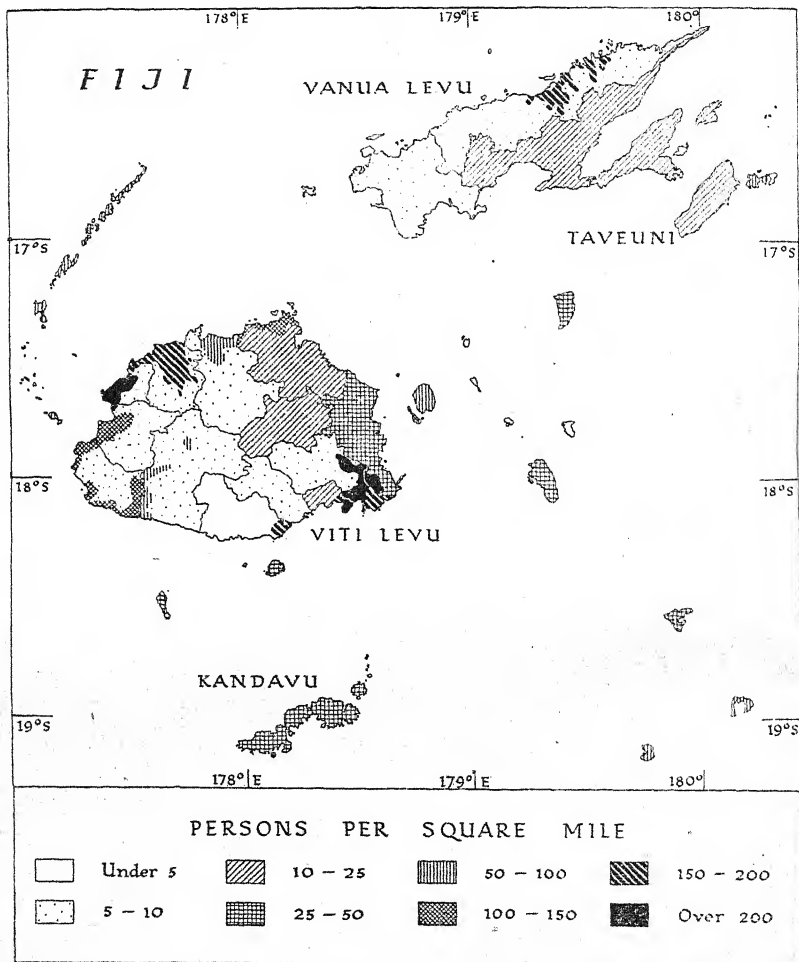 178°E 179°E 180°
FIJI
VANUA LEVU
17°S
TAVEUNI
17°S
18°S
18°S
VITI LEVU
KANDAVU
19°S
19°S
178°E 179°E 180°
PERSONS PER SQUARE MILE
Under 5 10 – 25 50 – 100 150 – 200
5 – 10 25 – 50 100 – 150 Over 200